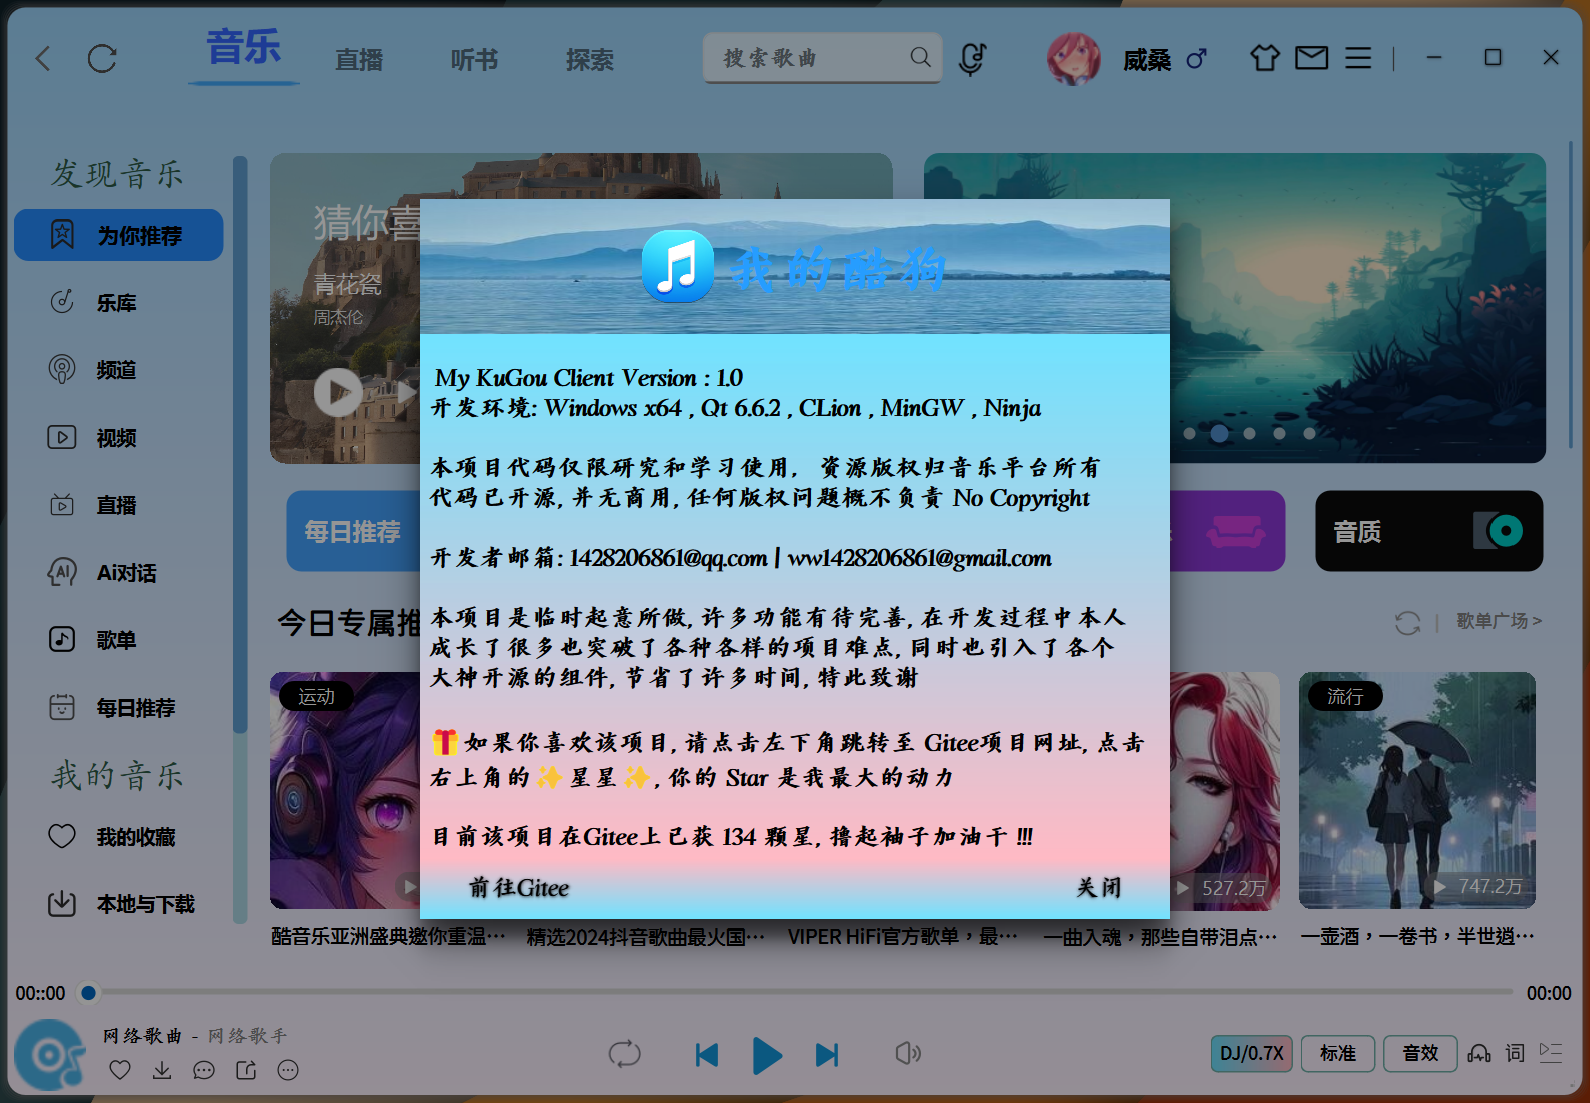 音乐
直播
听书
探索
搜索歌曲
威桑
发现音乐
为你推荐
乐库
频道
视频
直播
Ai对话
歌单
每日推荐
我的音乐
我的收藏
本地与下载
猜你喜
青花瓷
周杰伦
每日推荐
音质
今日专属推
歌单广场 >
运动
流行
527.2万
747.2万
我的酷狗
My KuGou Client Version : 1.0
开发环境: Windows x64 , Qt 6.6.2 , CLion , MinGW , Ninja
本项目代码仅限研究和学习使用, 资源版权归音乐平台所有
代码已开源, 并无商用, 任何版权问题概不负责 No Copyright
开发者邮箱: 1428206861@qq.com | ww1428206861@gmail.com
本项目是临时起意所做, 许多功能有待完善, 在开发过程中本人
成长了很多也突破了各种各样的项目难点, 同时也引入了各个
大神开源的组件, 节省了许多时间, 特此致谢
🎁如果你喜欢该项目, 请点击左下角跳转至 Gitee项目网址, 点击
右上角的✨星星✨, 你的 Star 是我最大的动力
目前该项目在Gitee上已获 134 颗星, 撸起袖子加油干 !!!
前往Gitee
关闭
酷音乐亚洲盛典邀你重温…
精选2024抖音歌曲最火国…
VIPER HiFi官方歌单，最…
一曲入魂，那些自带泪点…
一壶酒，一卷书，半世逍…
00::00
00:00
网络歌曲 - 网络歌手
DJ/0.7X
标准
音效
词